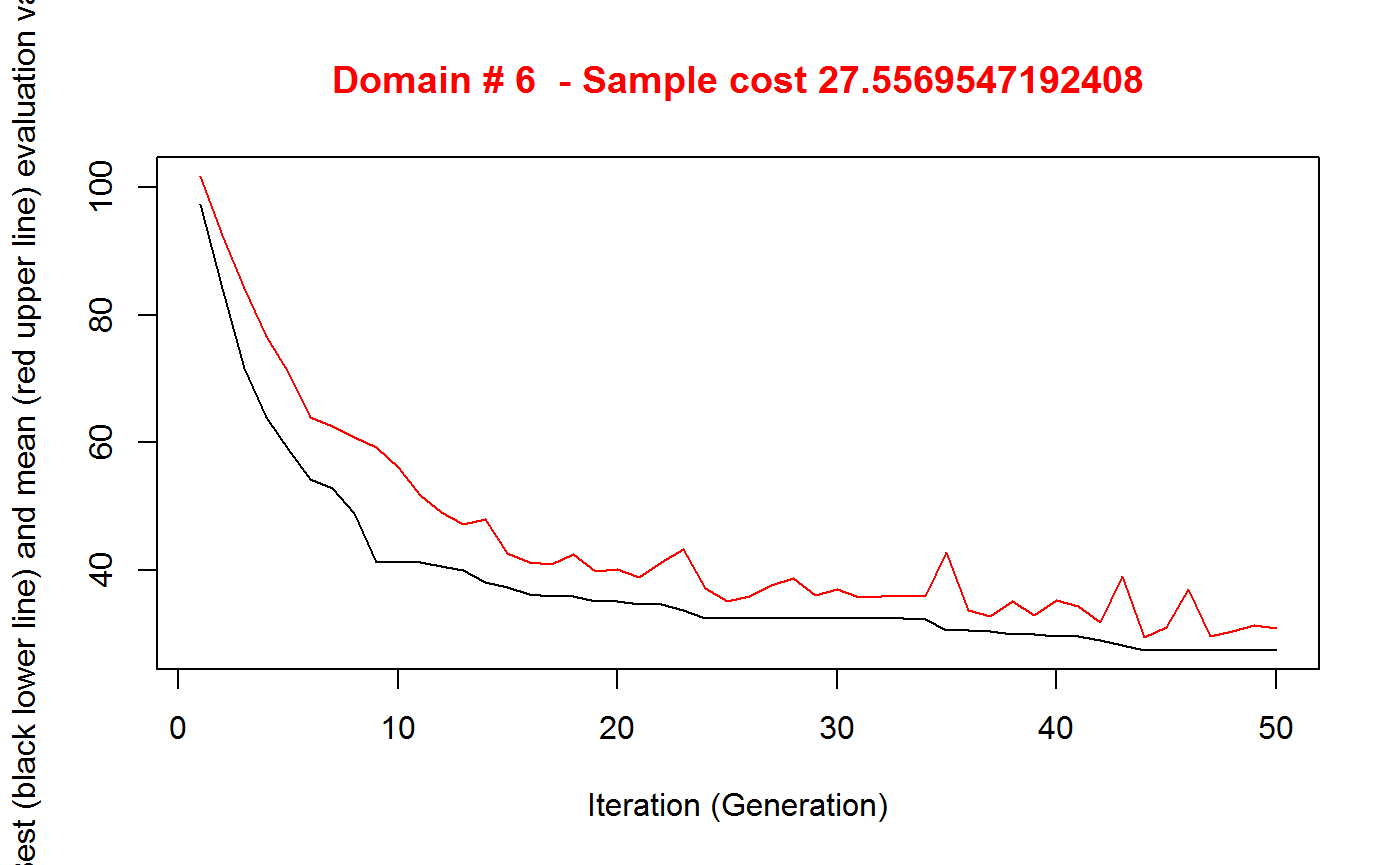 Domain # 6  - Sample cost 27.5569547192408
(black lower line) and mean (red upper line) evaluation
100
80
60
40
0 10 20 30 40 50
Iteration (Generation)